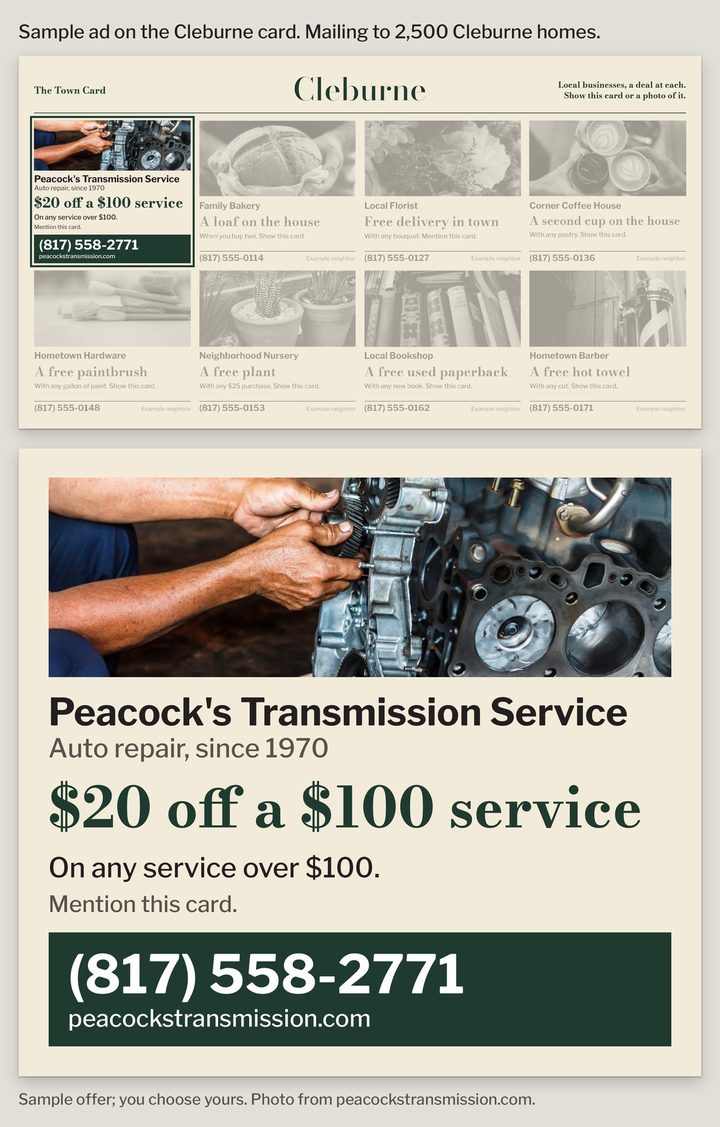 Sample ad on the Cleburne card. Mailing to 2,500 Cleburne homes.
The Town Card
Cleburne
Local businesses, a deal at each.
Show this card or a photo of it.
Peacock's Transmission Service
Auto repair, since 1970
$20 off a $100 service
On any service over $100.
Mention this card.
(817) 558-2771
peacockstransmission.com
Family Bakery
A loaf on the house
When you buy two. Show this card.
(817) 555-0114
Example neighbor
Local Florist
Free delivery in town
With any bouquet. Mention this card.
(817) 555-0127
Example neighbor
Corner Coffee House
A second cup on the house
With any pastry. Show this card.
(817) 555-0136
Example neighbor
Hometown Hardware
A free paintbrush
With any gallon of paint. Show this card.
(817) 555-0148
Example neighbor
Neighborhood Nursery
A free plant
With any $25 purchase. Show this card.
(817) 555-0153
Example neighbor
Local Bookshop
A free used paperback
With any new book. Show this card.
(817) 555-0162
Example neighbor
Hometown Barber
A free hot towel
With any cut. Show this card.
(817) 555-0171
Example neighbor
Peacock's Transmission Service
Auto repair, since 1970
$20 off a $100 service
On any service over $100.
Mention this card.
(817) 558-2771
peacockstransmission.com
Sample offer; you choose yours. Photo from peacockstransmission.com.